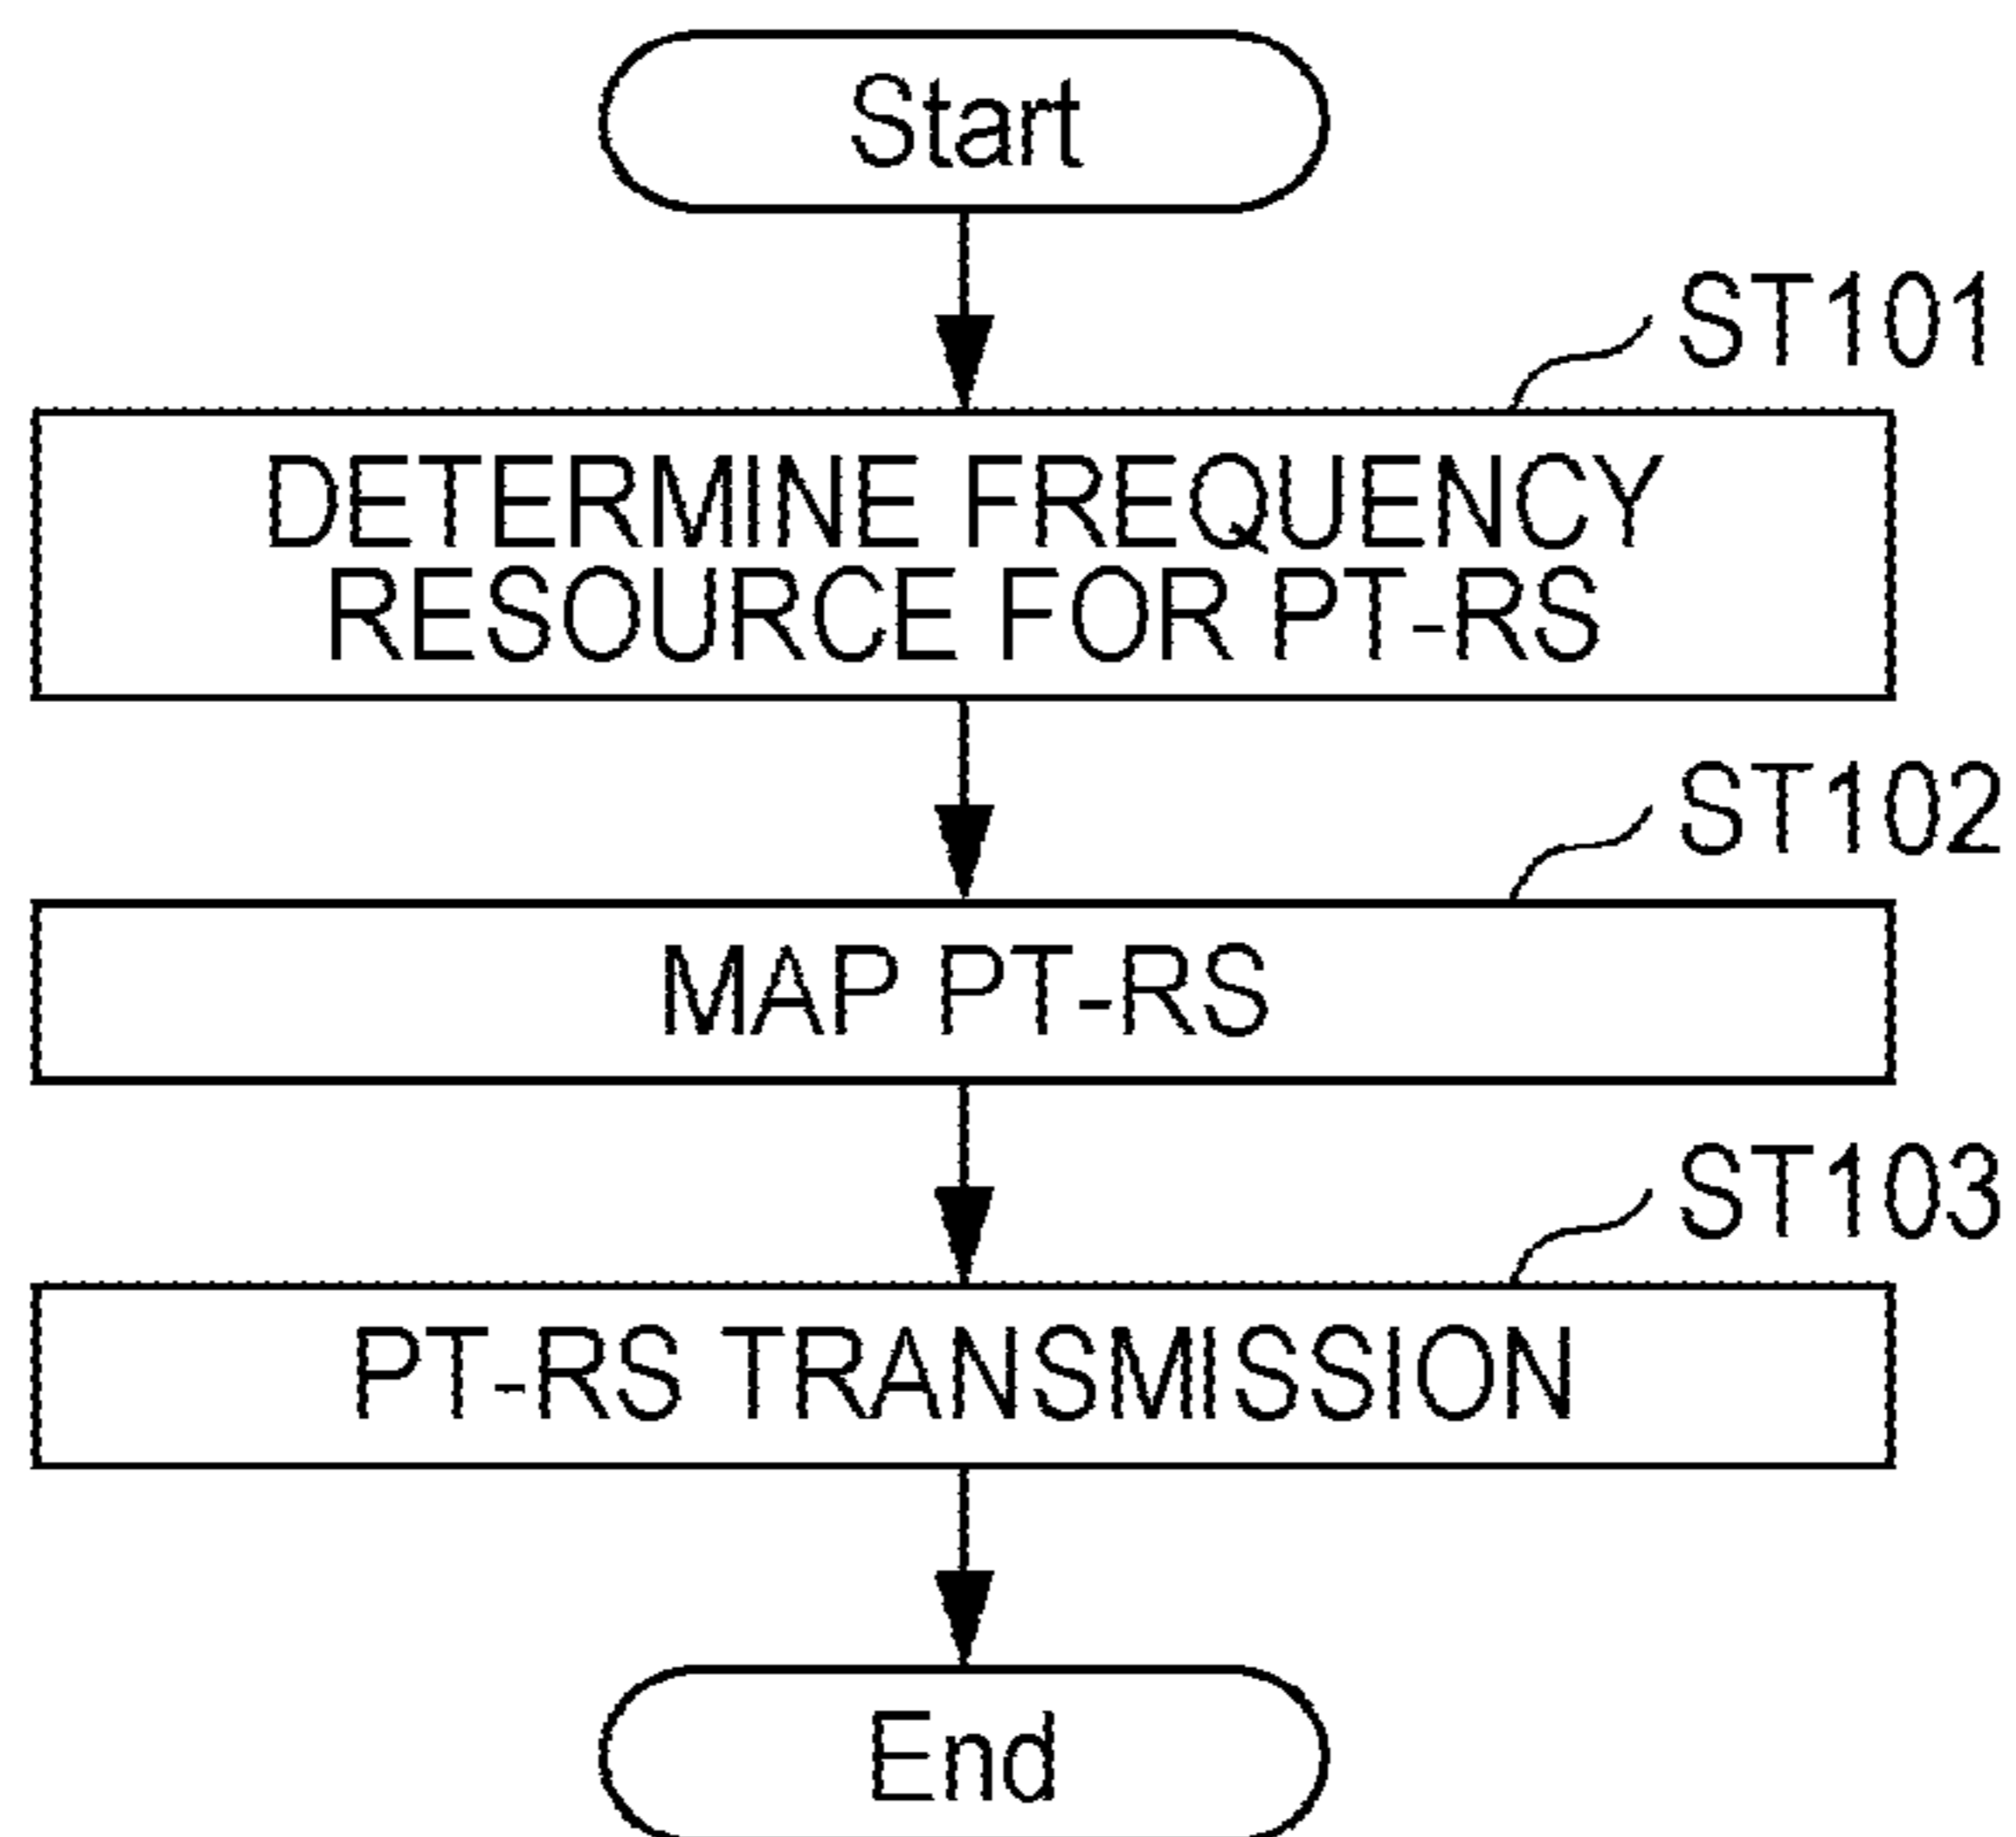 Start
ST101
DETERMINE FREQUENCY
RESOURCE FOR PT-RS
ST102
MAP PT-RS
ST103
PT-RS TRANSMISSION
End